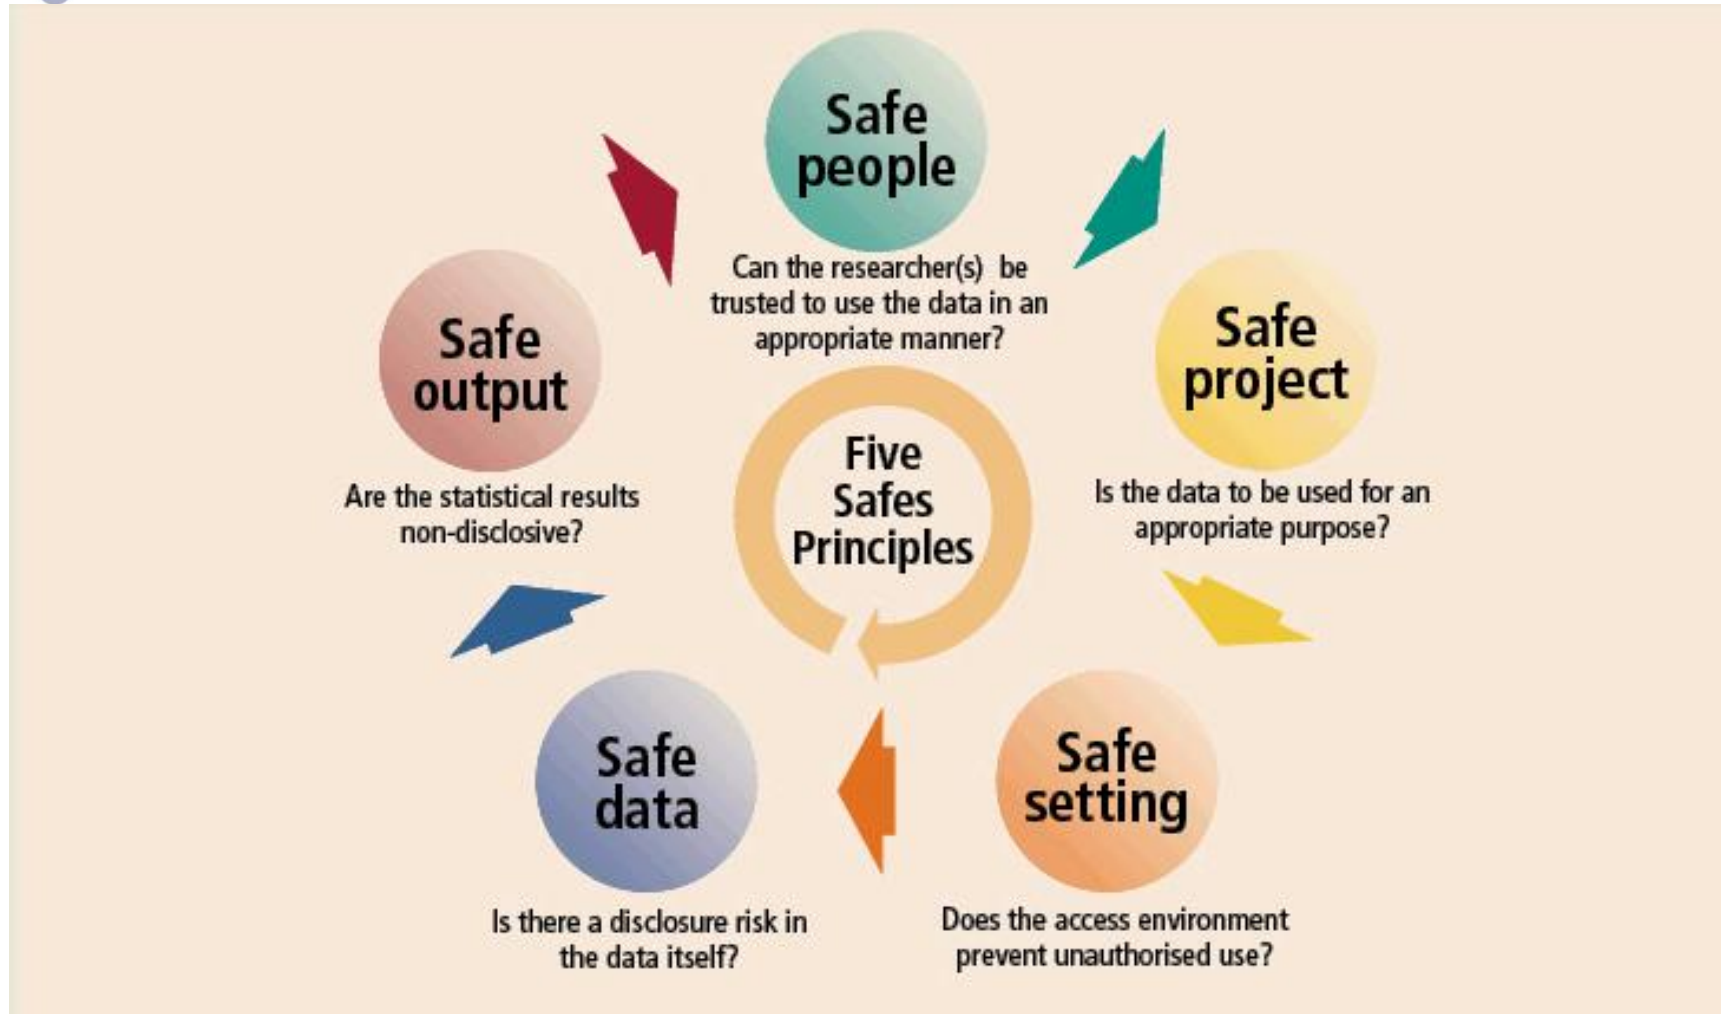 Safe
people
Can the researcher(s) be
trusted to use the data in an
appropriate manner?
Safe
project
Is the data to be used for an
appropriate purpose?
Safe
setting
Does the access environment
prevent unauthorised use?
Safe
data
Is there a disclosure risk in
the data itself?
Safe
output
Are the statistical results
non-disclosive?
Five
Safes
Principles